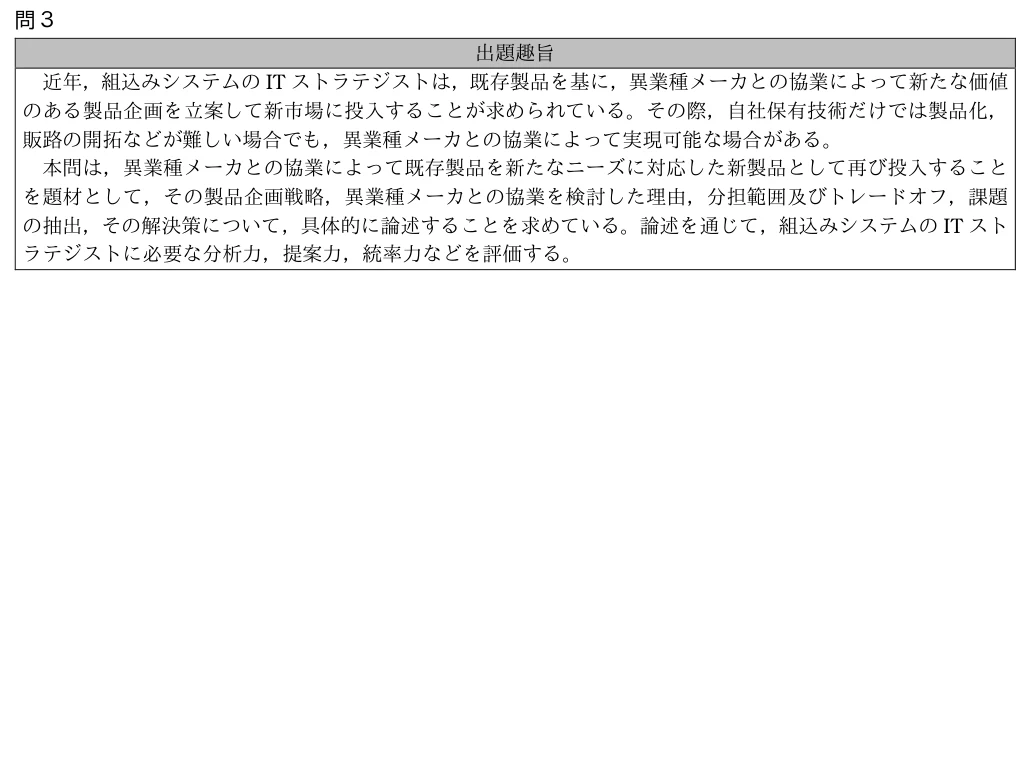 問３
出題趣旨
　近年，組込みシステムの IT ストラテジストは，既存製品を基に，異業種メーカとの協業によって新たな価値
のある製品企画を立案して新市場に投入することが求められている。その際，自社保有技術だけでは製品化，
販路の開拓などが難しい場合でも，異業種メーカとの協業によって実現可能な場合がある。
　本問は，異業種メーカとの協業によって既存製品を新たなニーズに対応した新製品として再び投入すること
を題材として，その製品企画戦略，異業種メーカとの協業を検討した理由，分担範囲及びトレードオフ，課題
の抽出，その解決策について，具体的に論述することを求めている。論述を通じて，組込みシステムの IT スト
ラテジストに必要な分析力，提案力，統率力などを評価する。